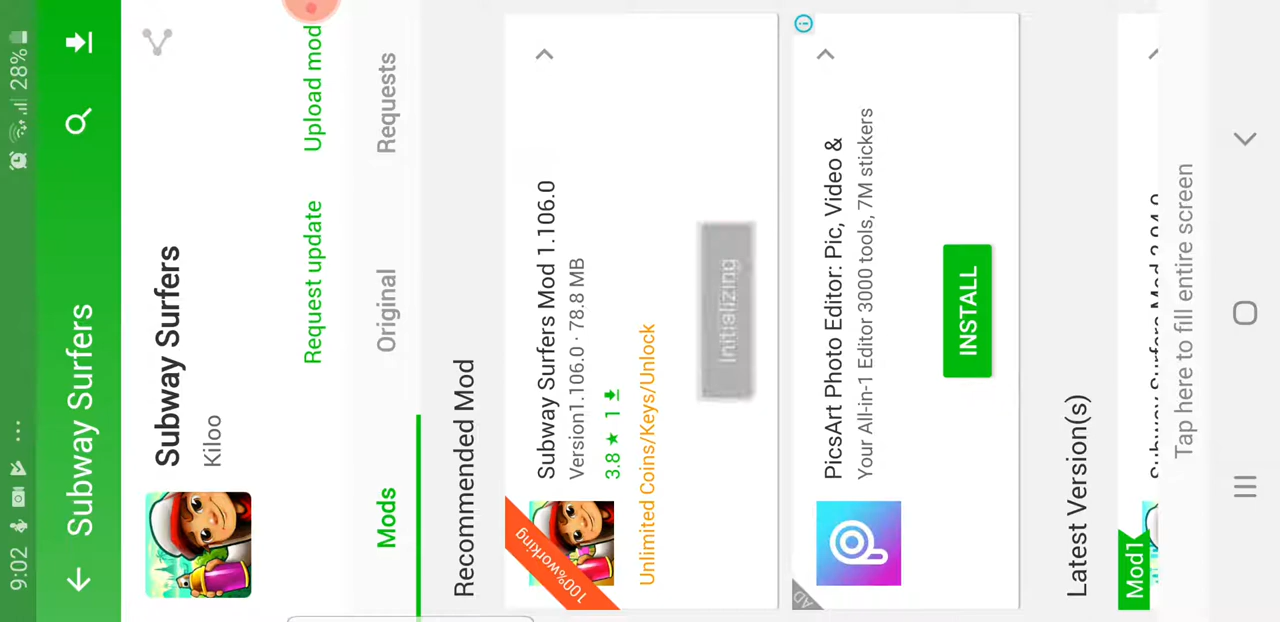 9:02
28%
Subway Surfers
Subway Surfers
Kiloo
Request update
Upload mod
Mods
Original
Requests
Recommended Mod
100%working
Subway Surfers Mod 1.106.0
Version1.106.0 · 78.8 MB
3.8 ★ 1
Unlimited Coins/Keys/Unlock
Initializing
AD
PicsArt Photo Editor: Pic, Video &
Your All-in-1 Editor 3000 tools, 7M stickers
INSTALL
Latest Version(s)
Mod1
Subway Surfers Mod
Tap here to fill entire screen